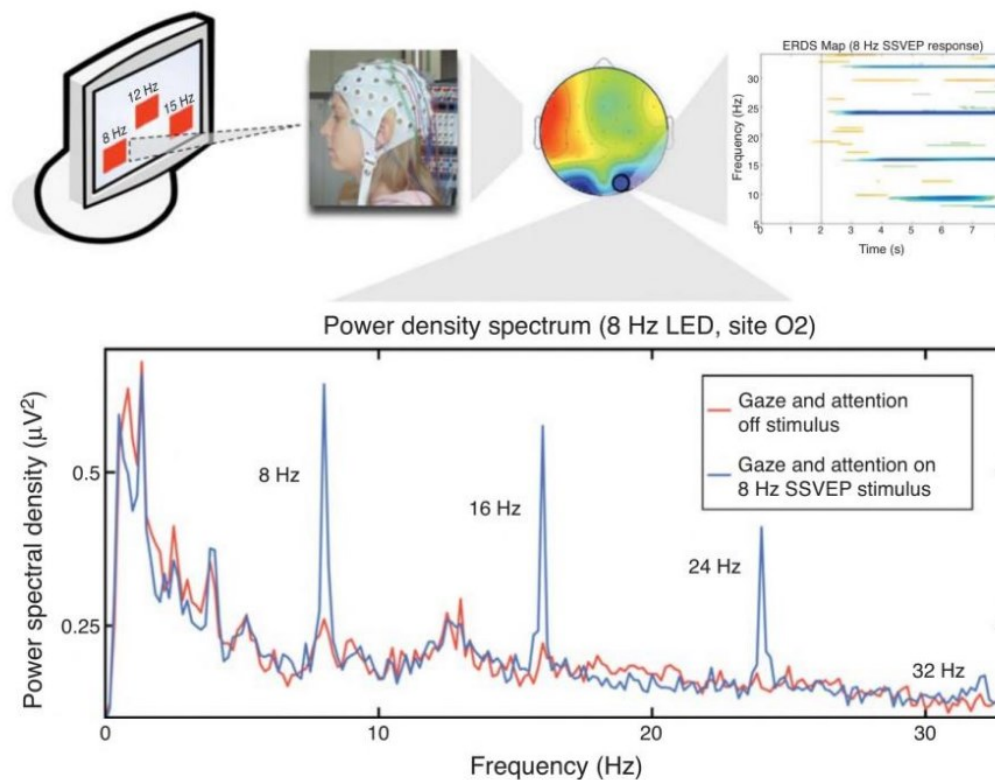 12 Hz
15 Hz
8 Hz
ERDS Map (8 Hz SSVEP response)
Frequency (Hz)
35
30
25
20
15
10
5
0 1 2 3 4 5 6 7
Time (s)
Power density spectrum (8 Hz LED, site O2)
Power spectral density (µV²)
0.5
0.25
8 Hz
16 Hz
24 Hz
32 Hz
Gaze and attention
off stimulus
Gaze and attention on
8 Hz SSVEP stimulus
0 10 20 30
Frequency (Hz)